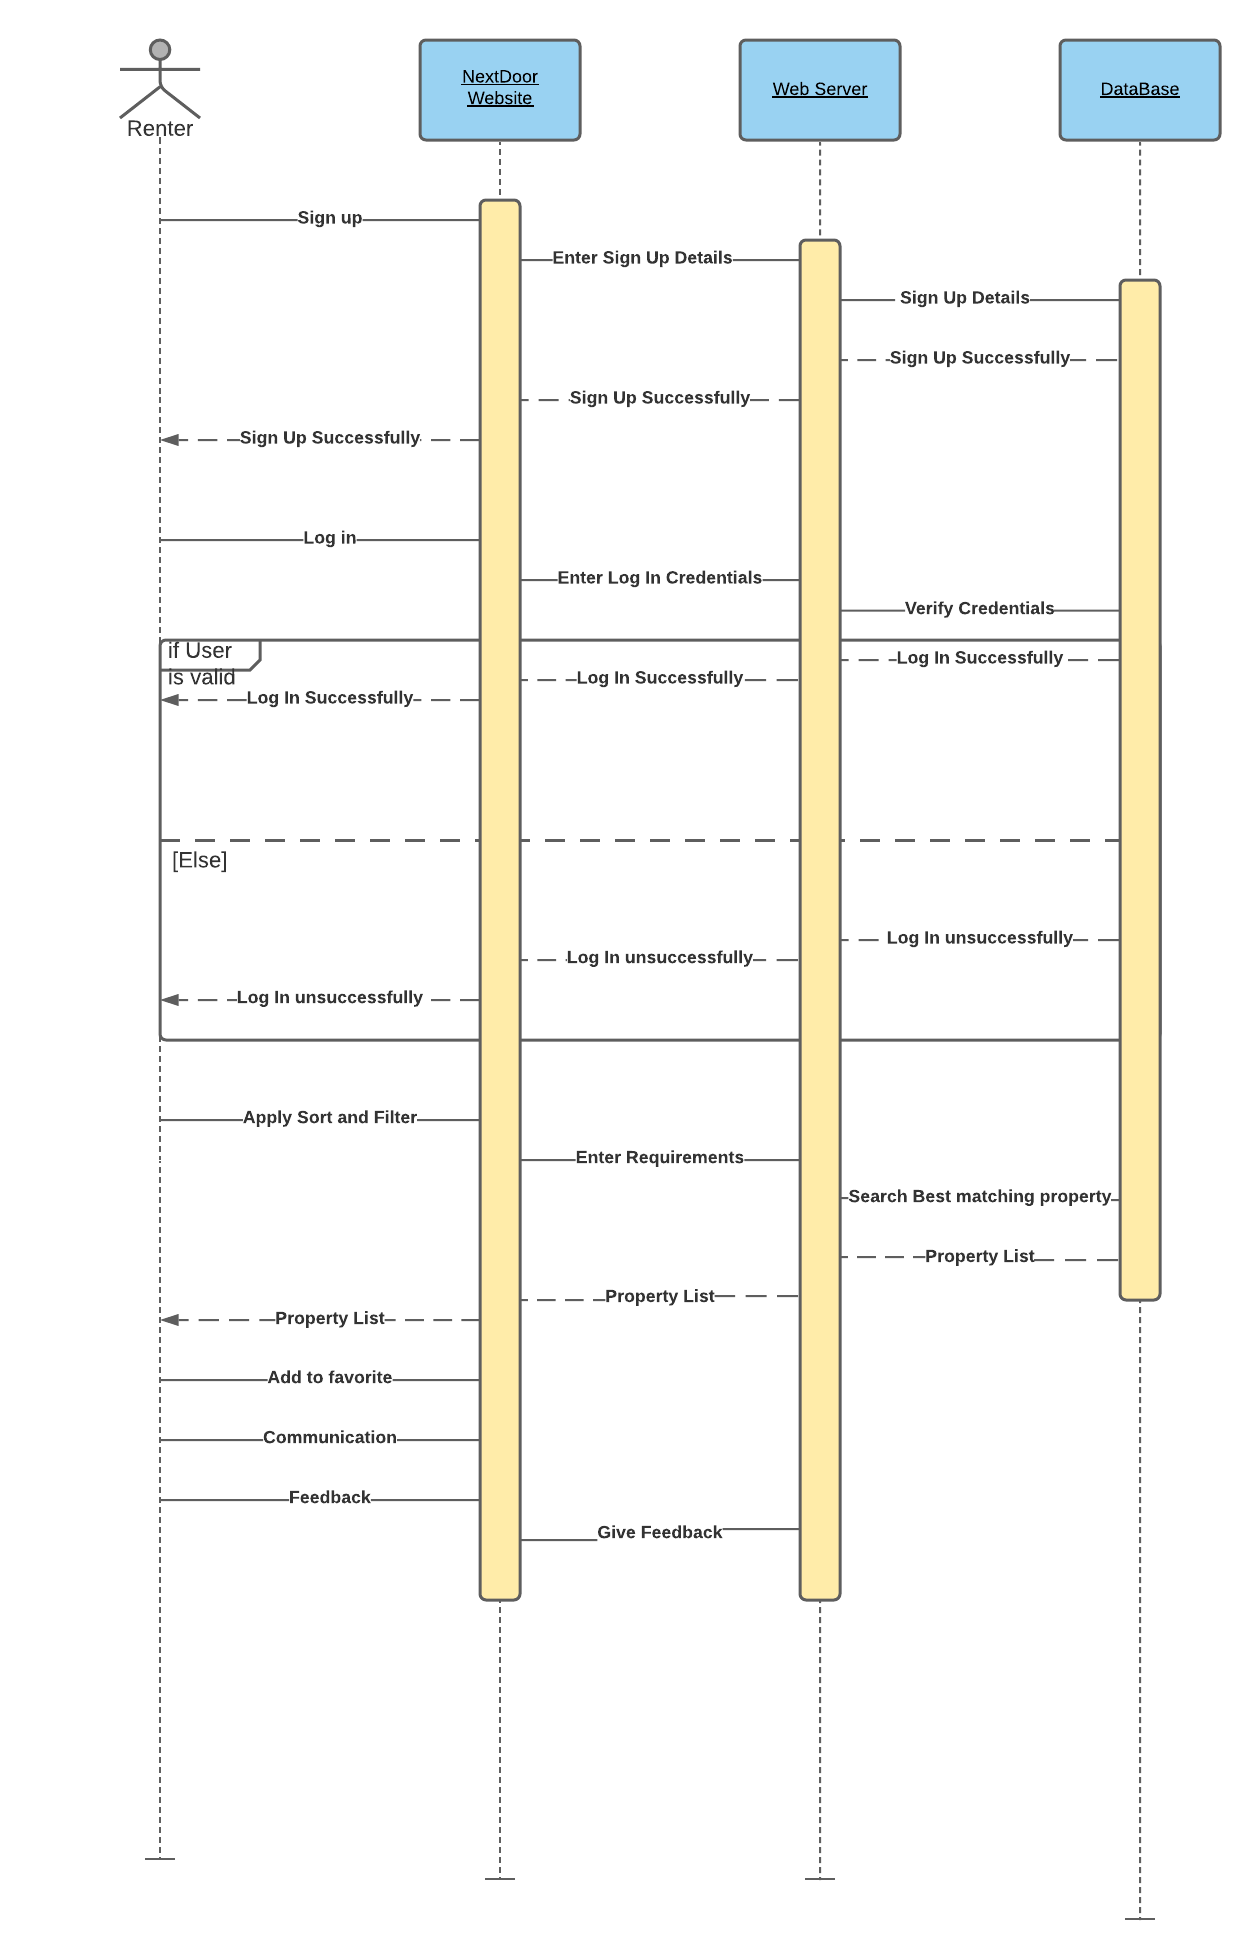 Renter
NextDoor
Website
Web Server
DataBase
Sign up
Enter Sign Up Details
Sign Up Details
Sign Up Successfully
Sign Up Successfully
Sign Up Successfully
Log in
Enter Log In Credentials
Verify Credentials
if User
is valid
Log In Successfully
Log In Successfully
Log In Successfully
[Else]
Log In unsuccessfully
Log In unsuccessfully
Log In unsuccessfully
Apply Sort and Filter
Enter Requirements
Search Best matching property
Property List
Property List
Property List
Add to favorite
Communication
Feedback
Give Feedback